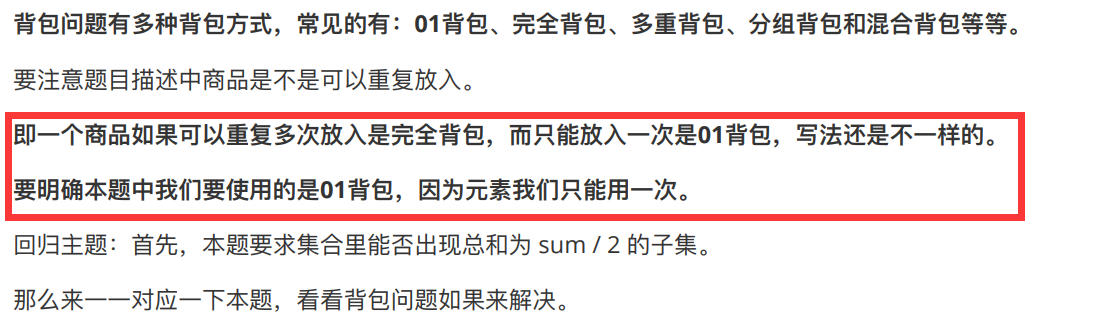 背包问题有多种背包方式，常见的有：01背包、完全背包、多重背包、分组背包和混合背包等等。
要注意题目描述中商品是不是可以重复放入。
即一个商品如果可以重复多次放入是完全背包，而只能放入一次是01背包，写法还是不一样的。
要明确本题中我们要使用的是01背包，因为元素我们只能用一次。
回归主题：首先，本题要求集合里能否出现总和为 sum / 2 的子集。
那么来一一对应一下本题，看看背包问题如果来解决。